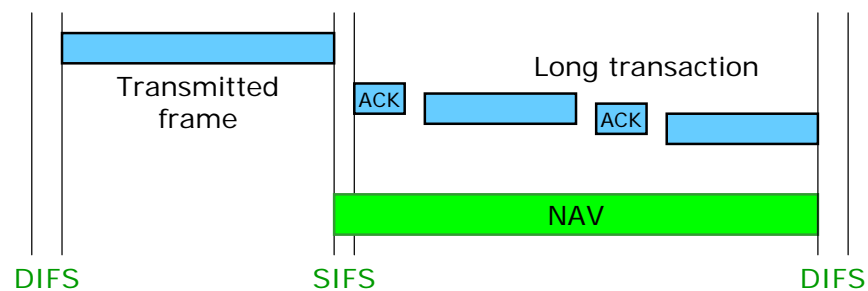 Transmitted
frame
Long transaction
ACK
ACK
NAV
DIFS
SIFS
DIFS